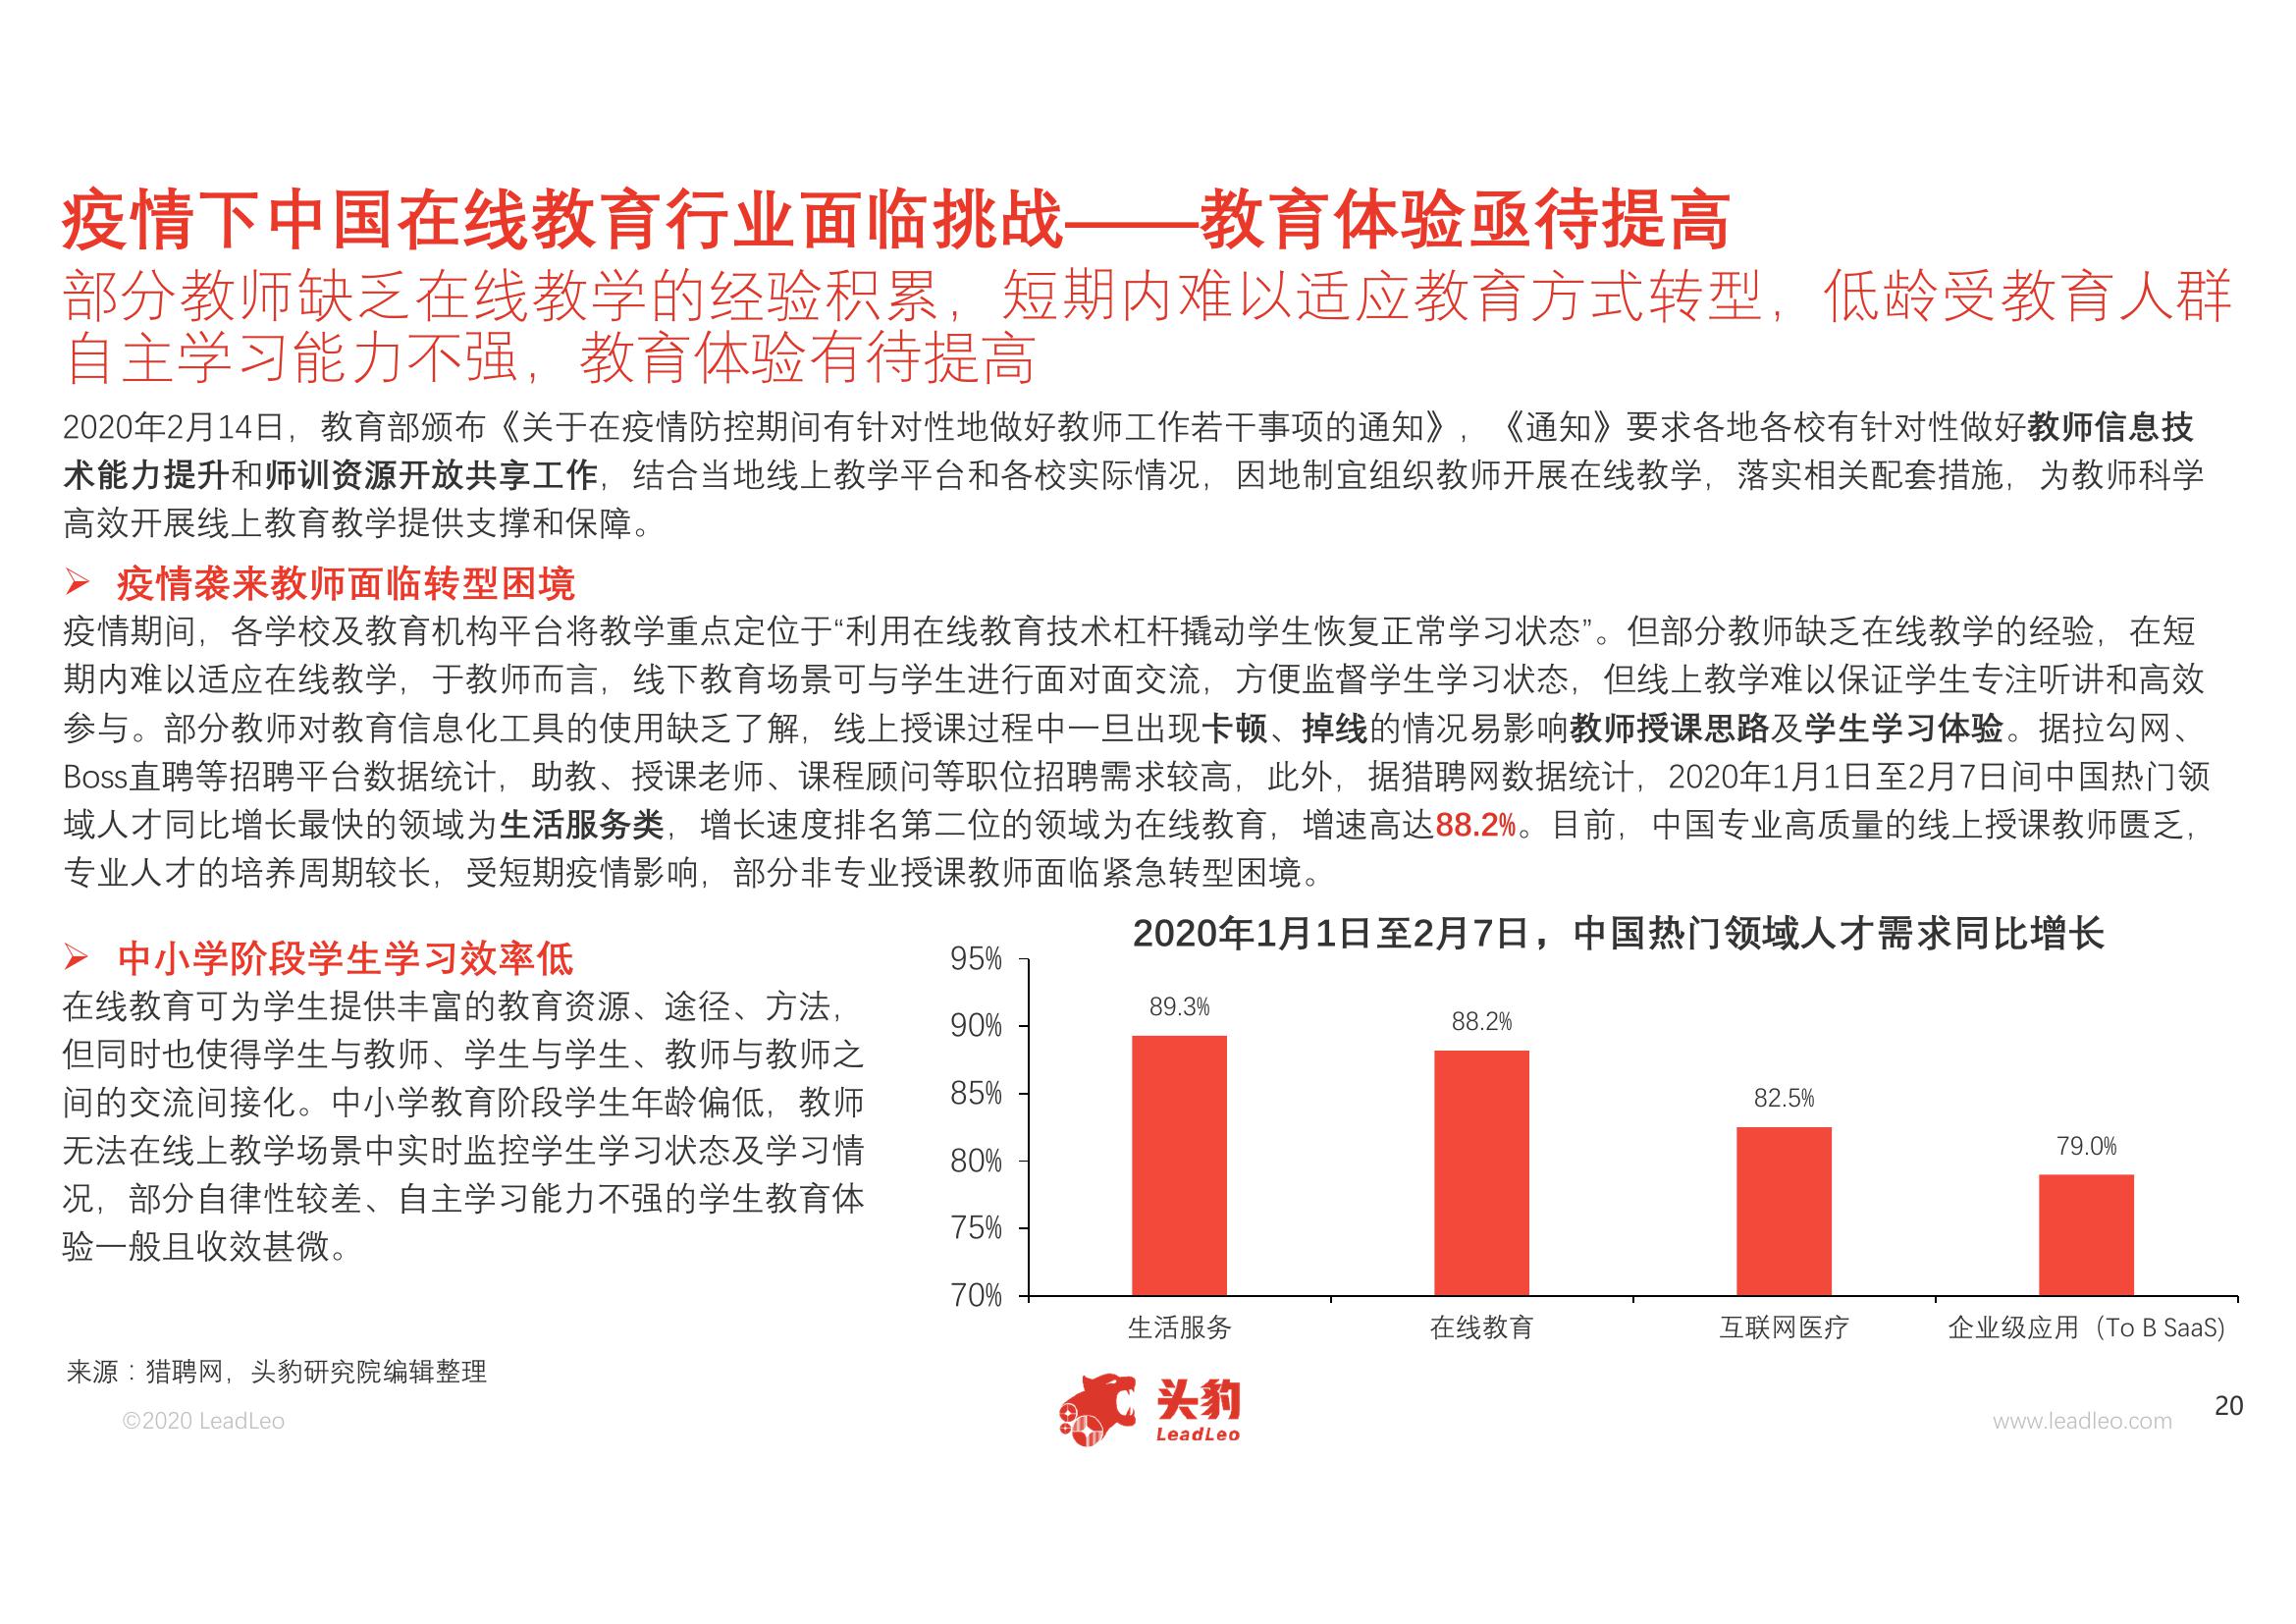 疫情下中国在线教育行业面临挑战——教育体验亟待提高
部分教师缺乏在线教学的经验积累，短期内难以适应教育方式转型，低龄受教育人群
自主学习能力不强，教育体验有待提高
2020年2月14日，教育部颁布《关于在疫情防控期间有针对性地做好教师工作若干事项的通知》，《通知》要求各地各校有针对性做好教师信息技
术能力提升和师训资源开放共享工作，结合当地线上教学平台和各校实际情况，因地制宜组织教师开展在线教学，落实相关配套措施，为教师科学
高效开展线上教育教学提供支撑和保障。
➢ 疫情袭来教师面临转型困境
疫情期间，各学校及教育机构平台将教学重点定位于“利用在线教育技术杠杆撬动学生恢复正常学习状态”。但部分教师缺乏在线教学的经验，在短
期内难以适应在线教学，于教师而言，线下教育场景可与学生进行面对面交流，方便监督学生学习状态，但线上教学难以保证学生专注听讲和高效
参与。部分教师对教育信息化工具的使用缺乏了解，线上授课过程中一旦出现卡顿、掉线的情况易影响教师授课思路及学生学习体验。据拉勾网、
Boss直聘等招聘平台数据统计，助教、授课老师、课程顾问等职位招聘需求较高，此外，据猎聘网数据统计，2020年1月1日至2月7日间中国热门领
域人才同比增长最快的领域为生活服务类，增长速度排名第二位的领域为在线教育，增速高达88.2%。目前，中国专业高质量的线上授课教师匮乏，
专业人才的培养周期较长，受短期疫情影响，部分非专业授课教师面临紧急转型困境。
➢ 中小学阶段学生学习效率低
在线教育可为学生提供丰富的教育资源、途径、方法，
但同时也使得学生与教师、学生与学生、教师与教师之
间的交流间接化。中小学教育阶段学生年龄偏低，教师
无法在线上教学场景中实时监控学生学习状态及学习情
况，部分自律性较差、自主学习能力不强的学生教育体
验一般且收效甚微。
2020年1月1日至2月7日，中国热门领域人才需求同比增长
95%
90%
85%
80%
75%
70%
89.3%
88.2%
82.5%
79.0%
生活服务
在线教育
互联网医疗
企业级应用（To B SaaS)
来源：猎聘网，头豹研究院编辑整理
©2020 LeadLeo
头豹
LeadLeo
www.leadleo.com
20